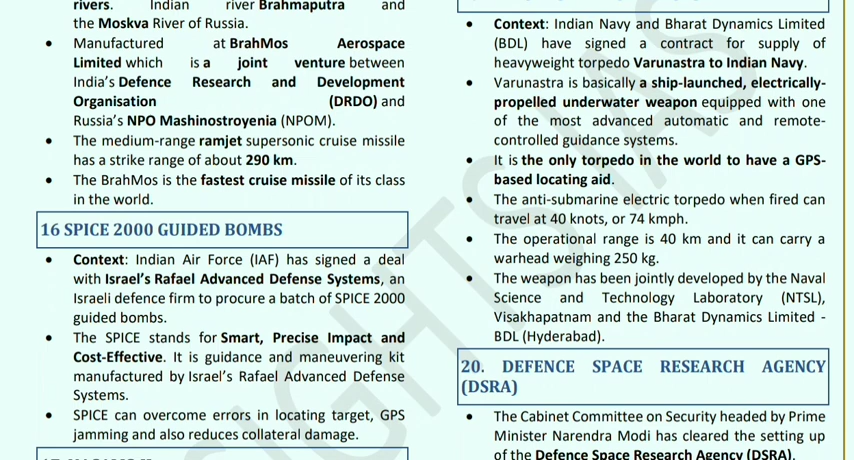 rivers. Indian river Brahmaputra and
the Moskva River of Russia.
• Manufactured at BrahMos Aerospace
Limited which is a joint venture between
India's Defence Research and Development
Organisation (DRDO) and
Russia's NPO Mashinostroyenia (NPOM).
• The medium-range ramjet supersonic cruise missile
has a strike range of about 290 km.
• The BrahMos is the fastest cruise missile of its class
in the world.
16 SPICE 2000 GUIDED BOMBS
• Context: Indian Air Force (IAF) has signed a deal
with Israel's Rafael Advanced Defense Systems, an
Israeli defence firm to procure a batch of SPICE 2000
guided bombs.
• The SPICE stands for Smart, Precise Impact and
Cost-Effective. It is guidance and maneuvering kit
manufactured by Israel's Rafael Advanced Defense
Systems.
• SPICE can overcome errors in locating target, GPS
jamming and also reduces collateral damage.
• Context: Indian Navy and Bharat Dynamics Limited
(BDL) have signed a contract for supply of
heavyweight torpedo Varunastra to Indian Navy.
• Varunastra is basically a ship-launched, electrically-
propelled underwater weapon equipped with one
of the most advanced automatic and remote-
controlled guidance systems.
• It is the only torpedo in the world to have a GPS-
based locating aid.
• The anti-submarine electric torpedo when fired can
travel at 40 knots, or 74 kmph.
• The operational range is 40 km and it can carry a
warhead weighing 250 kg.
• The weapon has been jointly developed by the Naval
Science and Technology Laboratory (NTSL),
Visakhapatnam and the Bharat Dynamics Limited -
BDL (Hyderabad).
20. DEFENCE SPACE RESEARCH AGENCY
(DSRA)
• The Cabinet Committee on Security headed by Prime
Minister Narendra Modi has cleared the setting up
of the Defence Space Research Agency (DSRA).